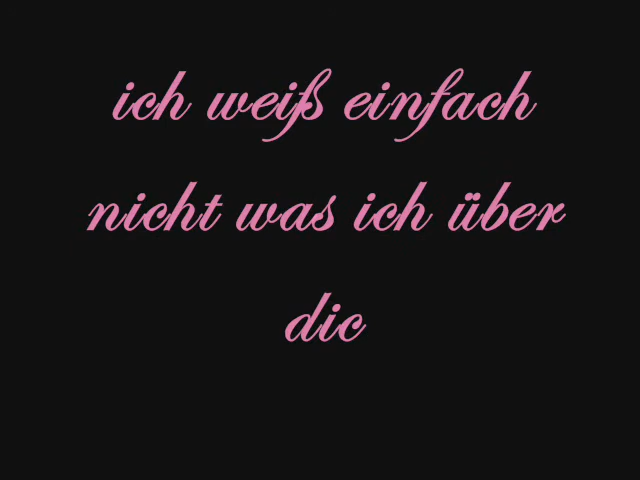 ich weiß einfach
nicht was ich über
dic